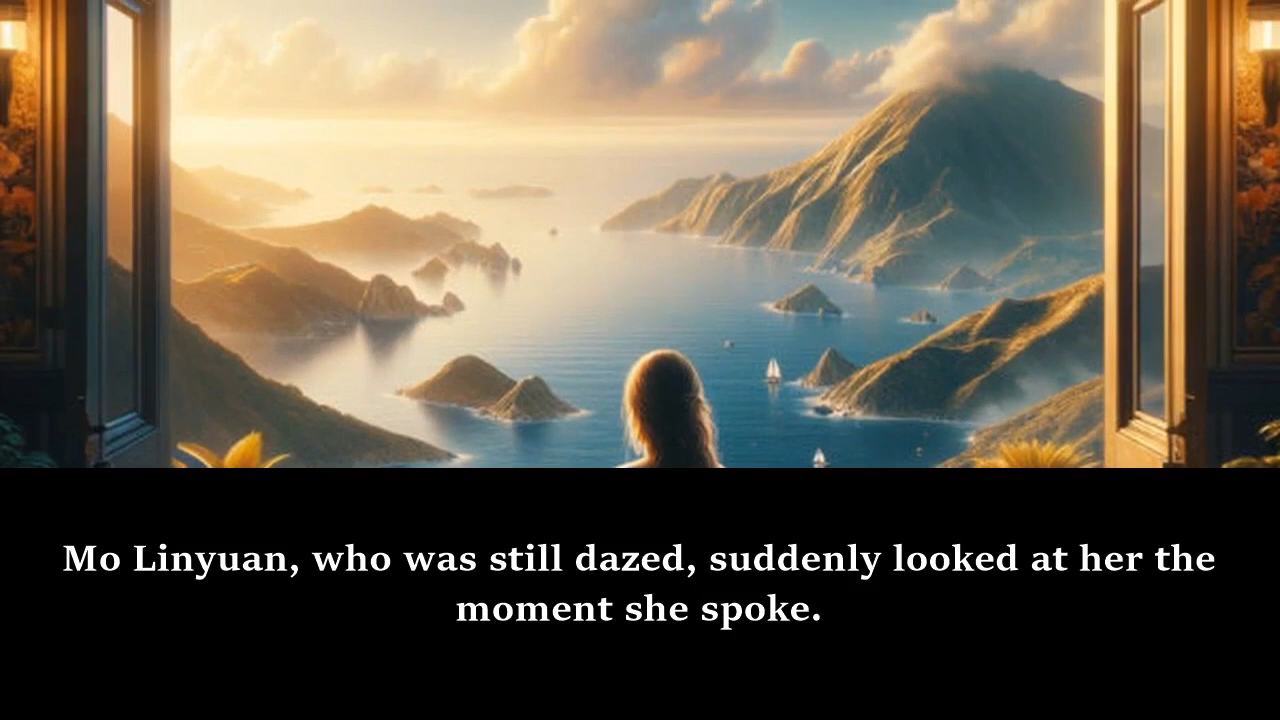 Mo Linyuan, who was still dazed, suddenly looked at her the
moment she spoke.